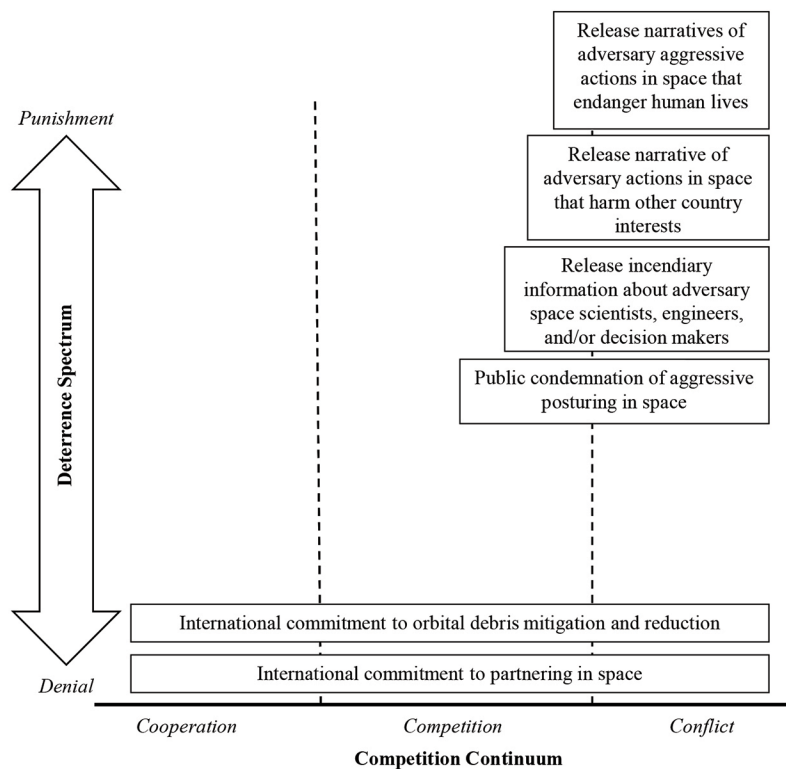 Release narratives of
adversary aggressive
actions in space that
endanger human lives
Punishment
Release narrative of
adversary actions in space
that harm other country
interests
Release incendiary
information about adversary
space scientists, engineers,
and/or decision makers
Public condemnation of aggressive
posturing in space
Deterrence Spectrum
International commitment to orbital debris mitigation and reduction
International commitment to partnering in space
Denial
Cooperation
Competition
Conflict
Competition Continuum